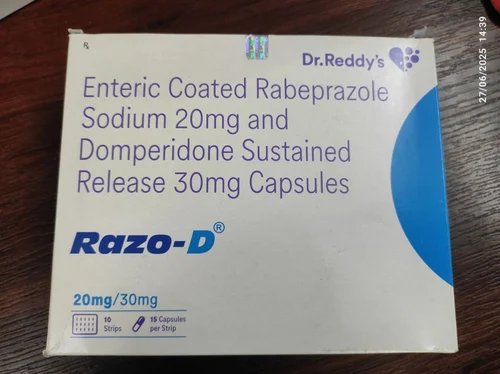 Rx
Dr.Reddy's
Enteric Coated Rabeprazole
Sodium 20mg and
Domperidone Sustained
Release 30mg Capsules
Razo-D®
20mg/30mg
10
Strips
15 Capsules
per Strip
27/06/2025 14:39